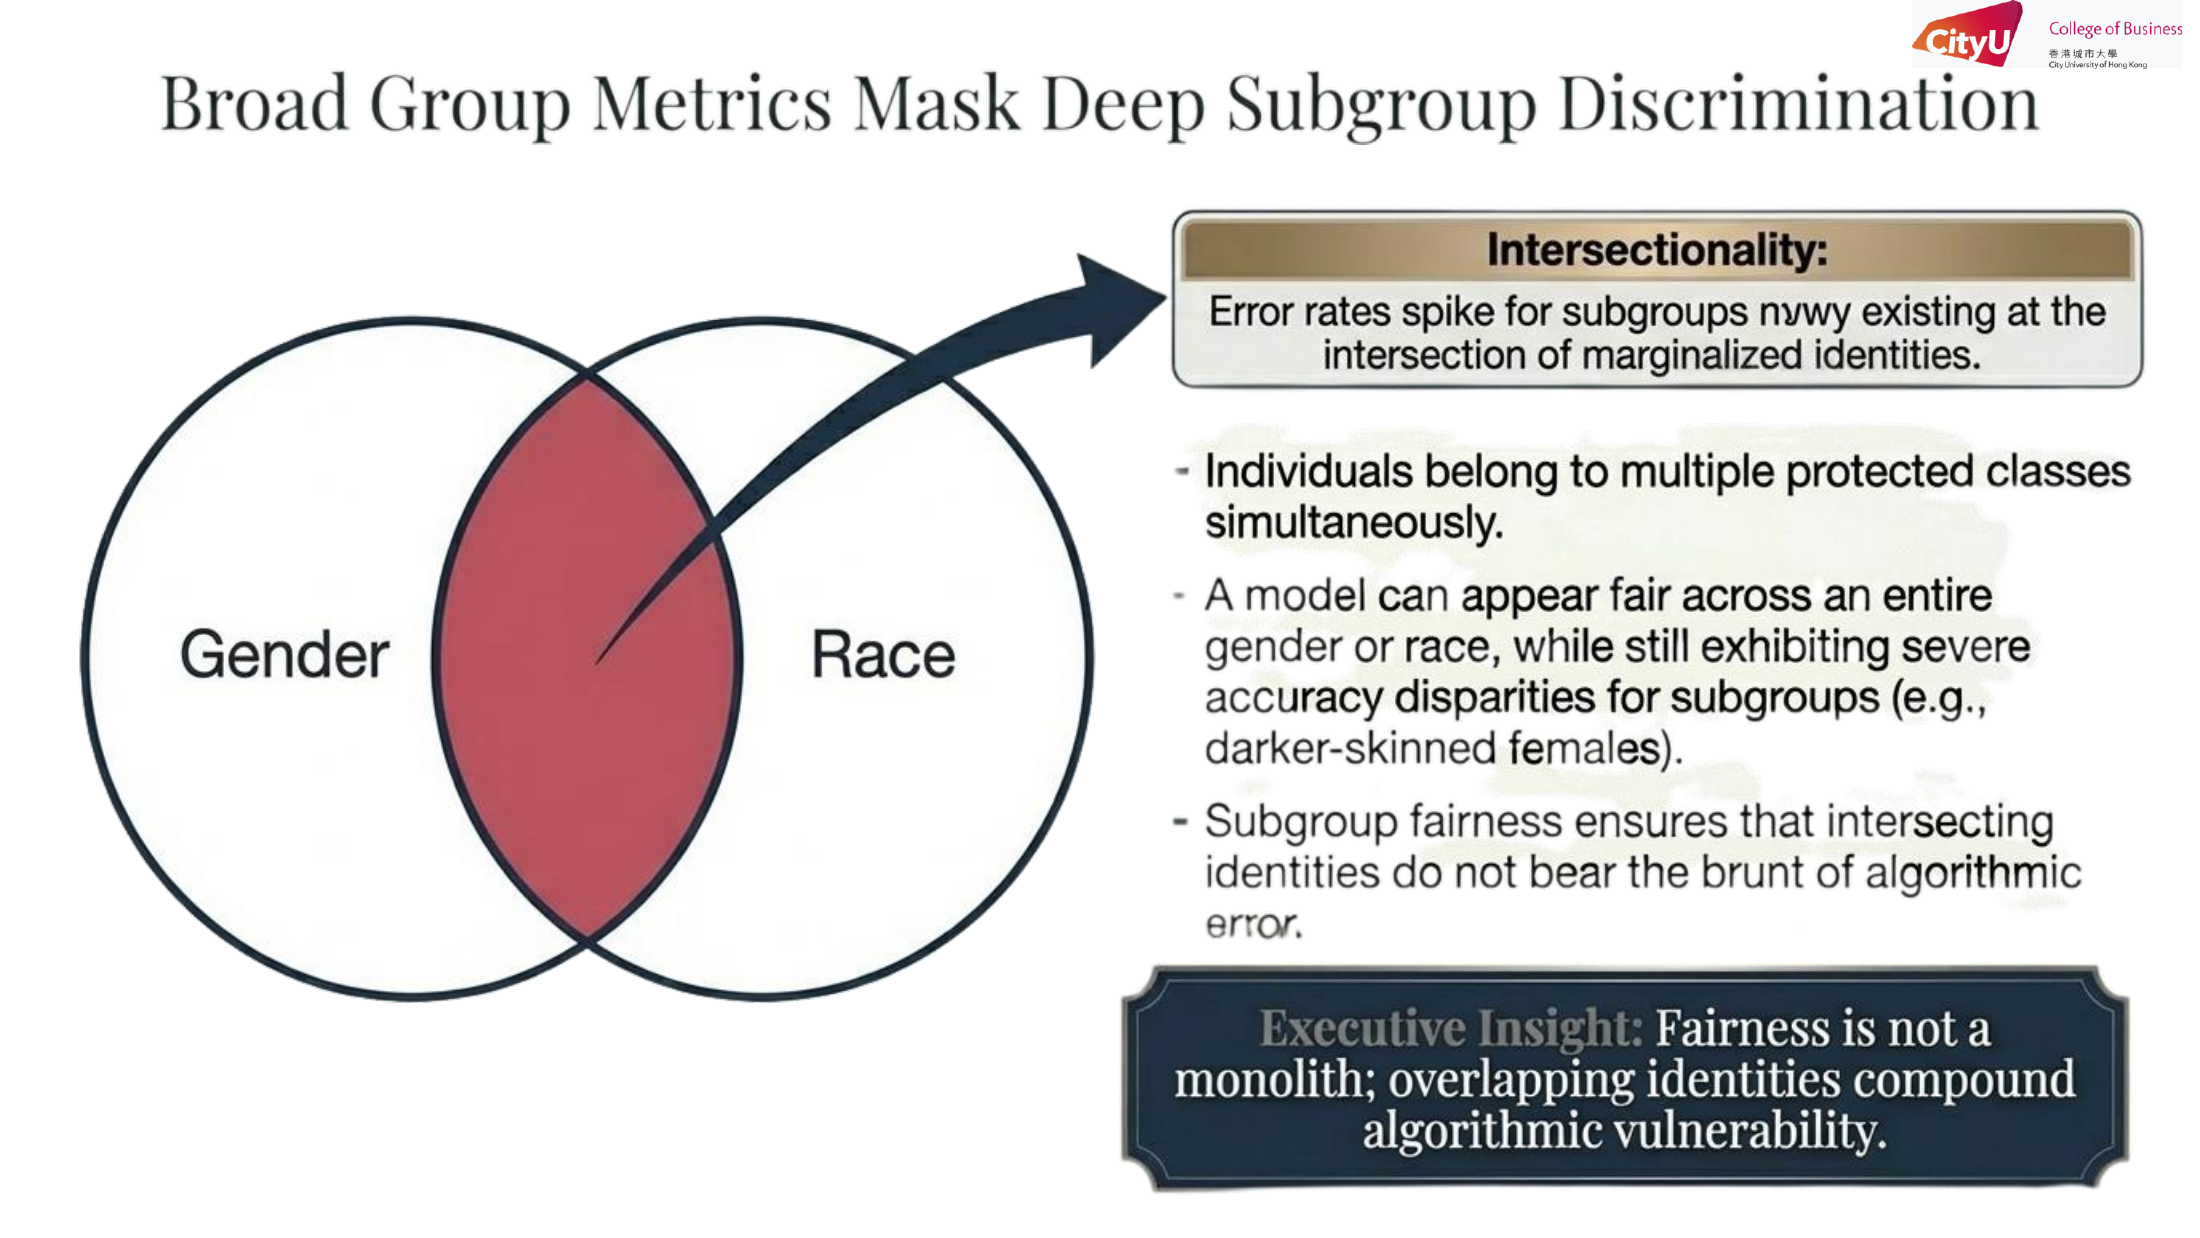 CityU
College of Business
香港城市大學
City University of Hong Kong
Broad Group Metrics Mask Deep Subgroup Discrimination
Gender
Race
Intersectionality:
Error rates spike for subgroups nvwy existing at the
intersection of marginalized identities.
- Individuals belong to multiple protected classes
simultaneously.
- A model can appear fair across an entire
gender or race, while still exhibiting severe
accuracy disparities for subgroups (e.g.,
darker-skinned females).
- Subgroup fairness ensures that intersecting
identities do not bear the brunt of algorithmic
error.
Executive Insight: Fairness is not a
monolith; overlapping identities compound
algorithmic vulnerability.